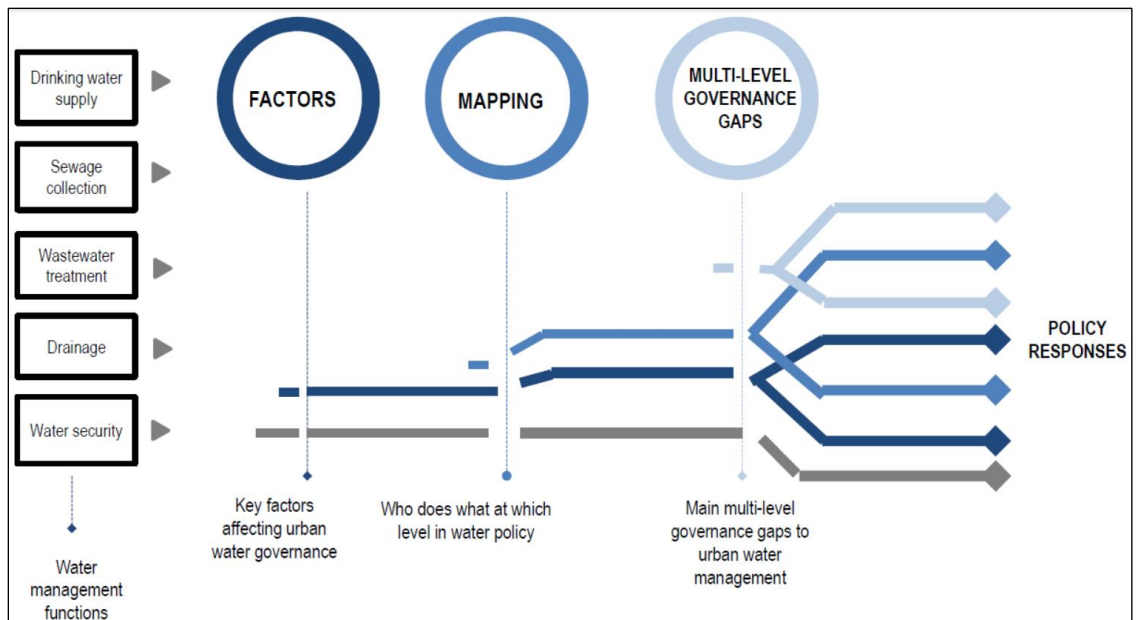 Drinking water
supply
Sewage
collection
Wastewater
treatment
Drainage
Water security
Water
management
functions
FACTORS
Key factors
affecting urban
water governance
MAPPING
Who does what at which
level in water policy
MULTI-LEVEL
GOVERNANCE
GAPS
Main multi-level
governance gaps to
urban water
management
POLICY
RESPONSES